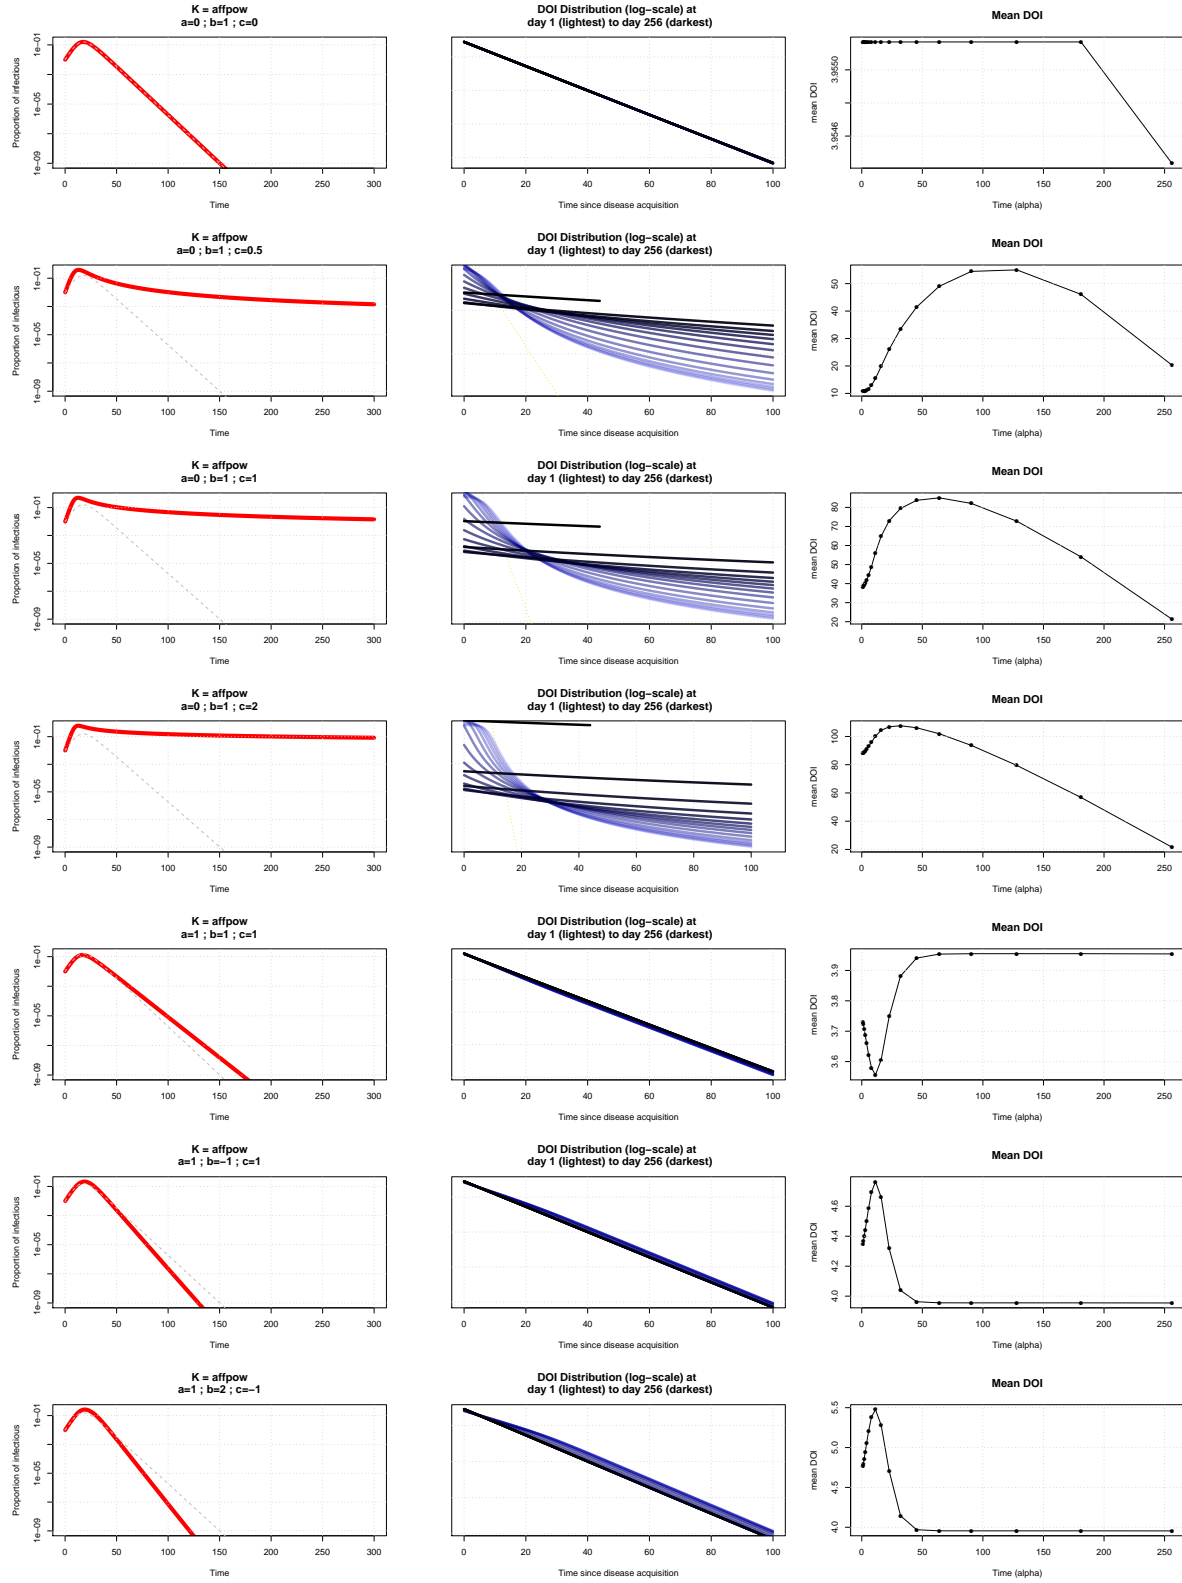 K = affpow
a=0 ; b=1 ; c=0
Proportion of infectious
1e−01
1e−05
1e−09
0 50 100 150 200 250 300
Time
DOI Distribution (log−scale) at
day 1 (lightest) to day 256 (darkest)
0 20 40 60 80 100
Time since disease acquisition
Mean DOI
mean DOI
3.9550
3.9546
0 50 100 150 200 250
Time (alpha)
K = affpow
a=0 ; b=1 ; c=0.5
Proportion of infectious
1e−01
1e−05
1e−09
0 50 100 150 200 250 300
Time
DOI Distribution (log−scale) at
day 1 (lightest) to day 256 (darkest)
0 20 40 60 80 100
Time since disease acquisition
Mean DOI
mean DOI
50
40
30
20
10
0 50 100 150 200 250
Time (alpha)
K = affpow
a=0 ; b=1 ; c=1
Proportion of infectious
1e−01
1e−05
1e−09
0 50 100 150 200 250 300
Time
DOI Distribution (log−scale) at
day 1 (lightest) to day 256 (darkest)
0 20 40 60 80 100
Time since disease acquisition
Mean DOI
mean DOI
80
70
60
50
40
30
20
0 50 100 150 200 250
Time (alpha)
K = affpow
a=0 ; b=1 ; c=2
Proportion of infectious
1e−01
1e−05
1e−09
0 50 100 150 200 250 300
Time
DOI Distribution (log−scale) at
day 1 (lightest) to day 256 (darkest)
0 20 40 60 80 100
Time since disease acquisition
Mean DOI
mean DOI
100
80
60
40
20
0 50 100 150 200 250
Time (alpha)
K = affpow
a=1 ; b=1 ; c=1
Proportion of infectious
1e−01
1e−05
1e−09
0 50 100 150 200 250 300
Time
DOI Distribution (log−scale) at
day 1 (lightest) to day 256 (darkest)
0 20 40 60 80 100
Time since disease acquisition
Mean DOI
mean DOI
3.9
3.8
3.7
3.6
0 50 100 150 200 250
Time (alpha)
K = affpow
a=1 ; b=−1 ; c=1
Proportion of infectious
1e−01
1e−05
1e−09
0 50 100 150 200 250 300
Time
DOI Distribution (log−scale) at
day 1 (lightest) to day 256 (darkest)
0 20 40 60 80 100
Time since disease acquisition
Mean DOI
mean DOI
4.6
4.4
4.2
4.0
0 50 100 150 200 250
Time (alpha)
K = affpow
a=1 ; b=2 ; c=−1
Proportion of infectious
1e−01
1e−05
1e−09
0 50 100 150 200 250 300
Time
DOI Distribution (log−scale) at
day 1 (lightest) to day 256 (darkest)
0 20 40 60 80 100
Time since disease acquisition
Mean DOI
mean DOI
5.5
5.0
4.5
4.0
0 50 100 150 200 250
Time (alpha)